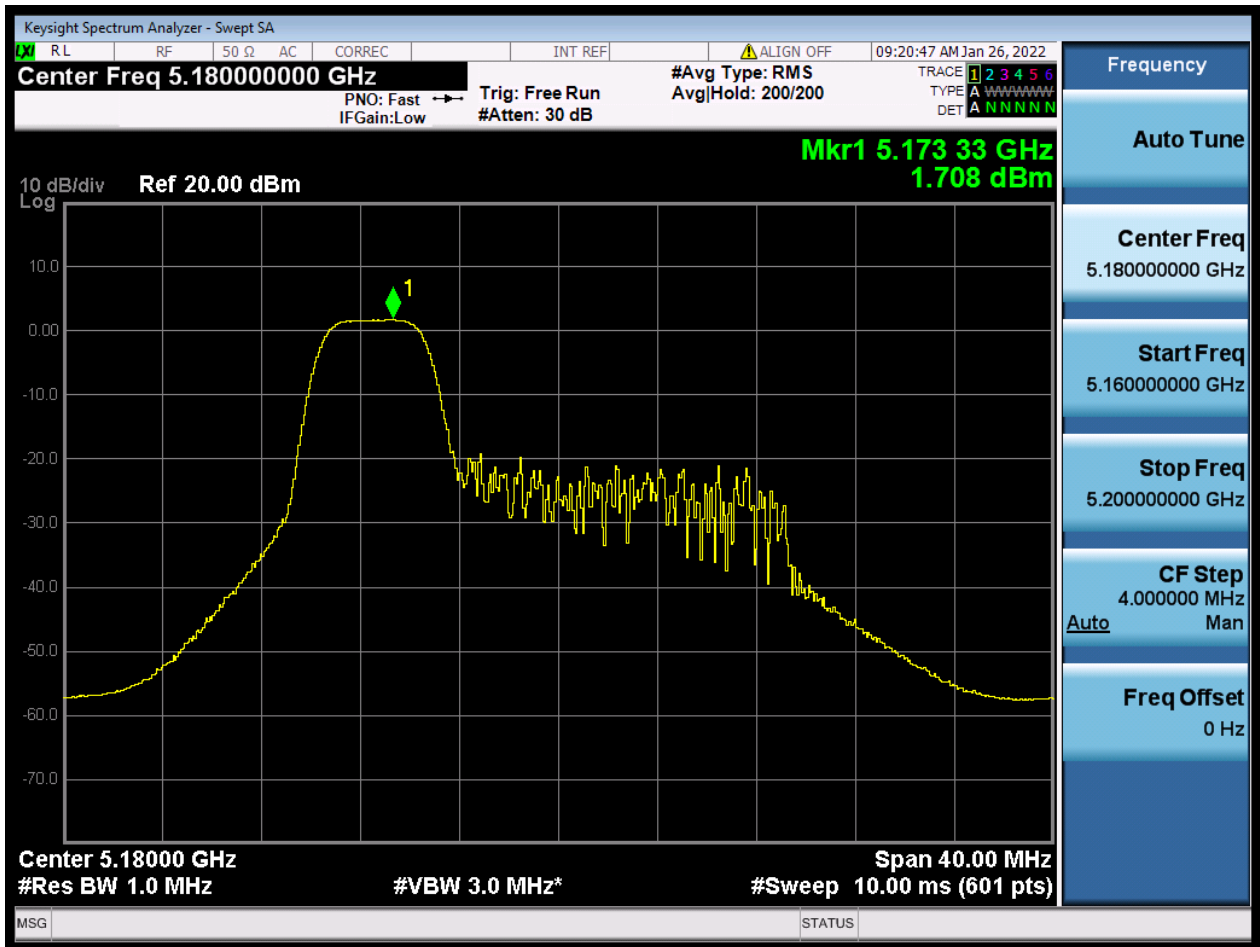 Keysight Spectrum Analyzer - Swept SA
LXI RL RF 50 Ω AC CORREC INT REF ALIGN OFF 09:20:47 AM Jan 26, 2022
Center Freq 5.180000000 GHz
PNO: Fast
IFGain:Low
Trig: Free Run
#Atten: 30 dB
#Avg Type: RMS
Avg|Hold: 200/200
TRACE 1 2 3 4 5 6
TYPE A WWWWW
DET A N N N N N
Mkr1 5.173 33 GHz
1.708 dBm
10 dB/div Ref 20.00 dBm
Log
10.0
0.00
-10.0
-20.0
-30.0
-40.0
-50.0
-60.0
-70.0
1
Center 5.18000 GHz Span 40.00 MHz
#Res BW 1.0 MHz #VBW 3.0 MHz* #Sweep 10.00 ms (601 pts)
MSG STATUS
Frequency
Auto Tune
Center Freq
5.180000000 GHz
Start Freq
5.160000000 GHz
Stop Freq
5.200000000 GHz
CF Step
4.000000 MHz
Auto Man
Freq Offset
0 Hz